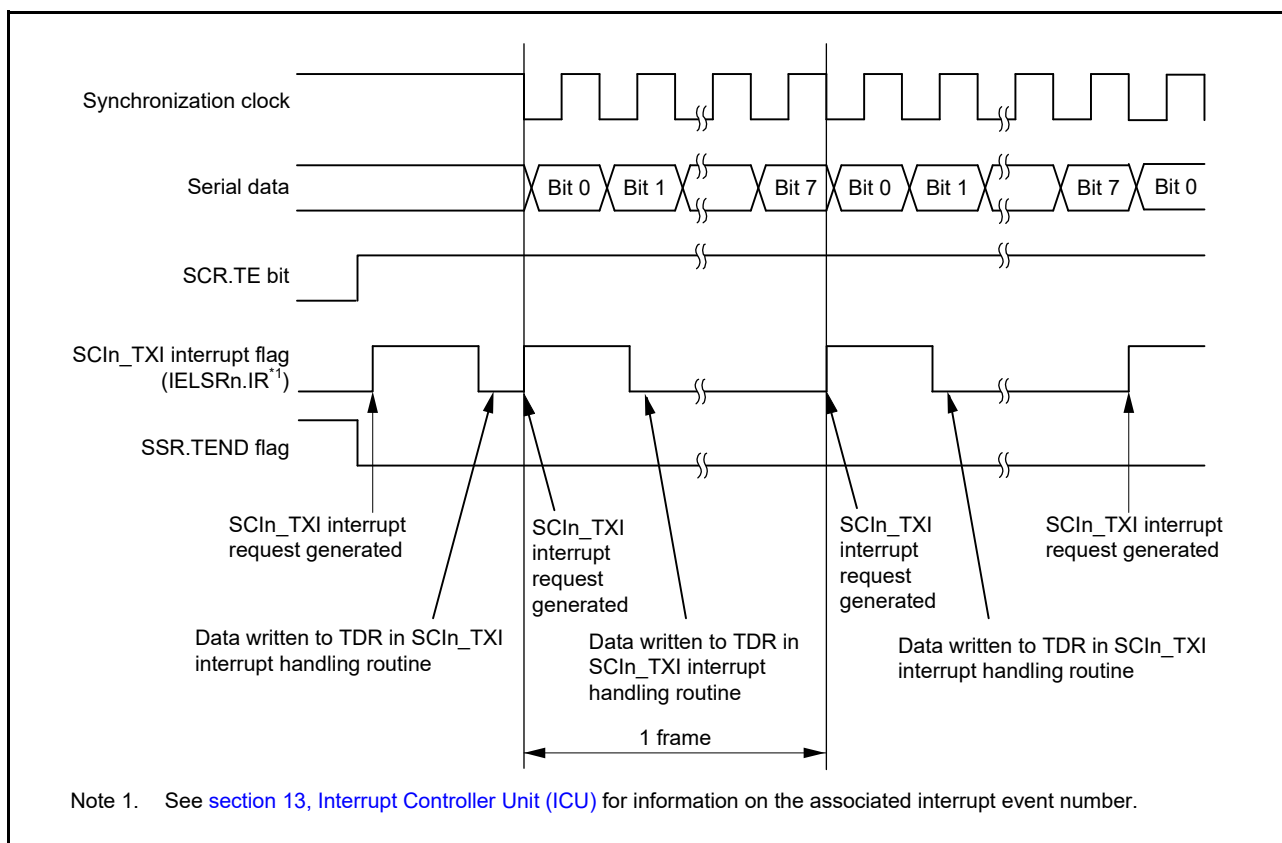 Synchronization clock
Serial data
Bit 0 Bit 1 Bit 7 Bit 0 Bit 1 Bit 7 Bit 0
SCR.TE bit
SCIn_TXI interrupt flag
(IELSRn.IR*1)
SSR.TEND flag
SCIn_TXI interrupt
request generated
SCIn_TXI
interrupt
request
generated
SCIn_TXI
interrupt
request
generated
SCIn_TXI interrupt
request generated
Data written to TDR in SCIn_TXI
interrupt handling routine
Data written to TDR in
SCIn_TXI interrupt
handling routine
Data written to TDR in SCIn_TXI
interrupt handling routine
1 frame
Note 1. See section 13, Interrupt Controller Unit (ICU) for information on the associated interrupt event number.